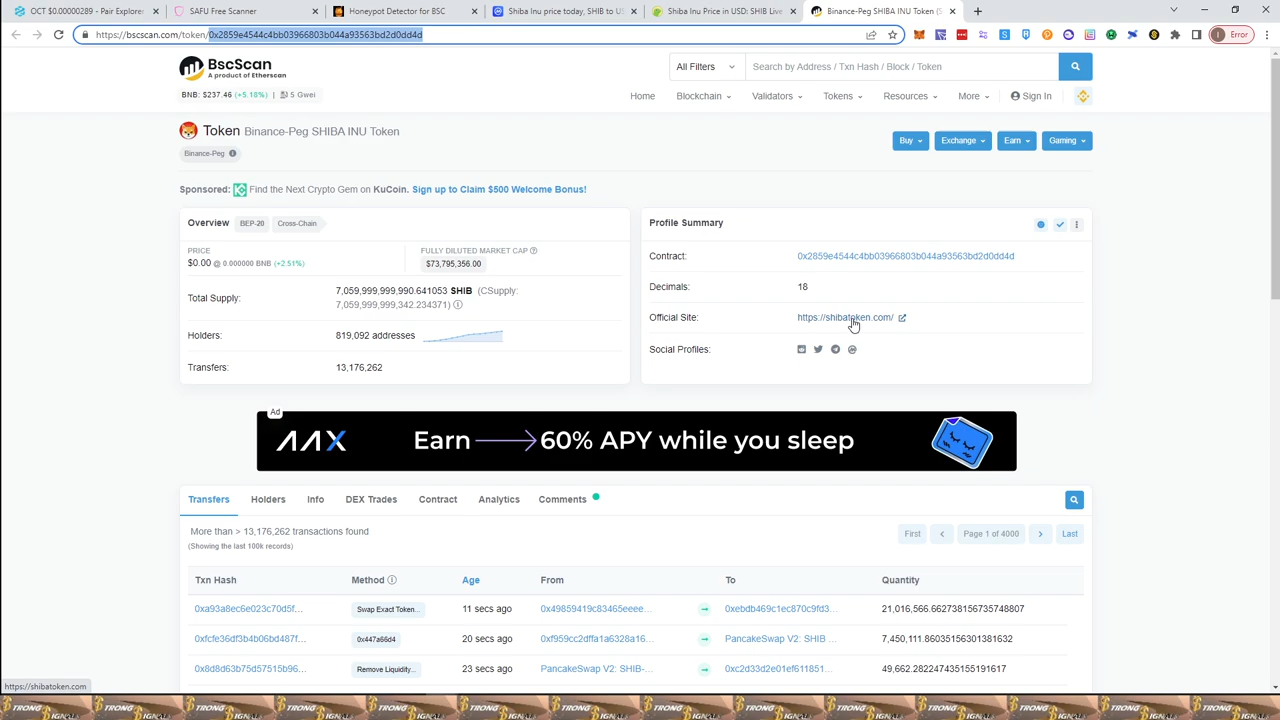 OCT $0.00000289 - Pair Explorer
SAFU Free Scanner
Honeypot Detector for BSC
Shiba Inu price today, SHIB to US
Shiba Inu Price in USD: SHIB Live
Binance-Peg SHIBA INU Token (S
https://bscscan.com/token/0x2859e4544c4bb03966803b044a93563bd2d0dd4d
Error
BscScan
A product of Etherscan
All Filters
Search by Address / Txn Hash / Block / Token
BNB: $237.46 (+5.18%) | 5 Gwei
Home Blockchain Validators Tokens Resources More Sign In
Token Binance-Peg SHIBA INU Token
Binance-Peg
Buy Exchange Earn Gaming
Sponsored: Find the Next Crypto Gem on KuCoin. Sign up to Claim $500 Welcome Bonus!
Overview BEP-20 Cross-Chain
PRICE
$0.00 @ 0.000000 BNB (+2.51%)
FULLY DILUTED MARKET CAP
$73,795,356.00
Total Supply: 7,059,999,999,990.641053 SHIB (CSupply:
7,059,999,999,342.234371)
Holders: 819,092 addresses
Transfers: 13,176,262
Profile Summary
Contract: 0x2859e4544c4bb03966803b044a93563bd2d0dd4d
Decimals: 18
Official Site: https://shibatoken.com/
Social Profiles:
Ad
AAX Earn 60% APY while you sleep
Transfers Holders Info DEX Trades Contract Analytics Comments
More than > 13,176,262 transactions found
(Showing the last 100k records)
First Page 1 of 4000 Last
Txn Hash Method Age From To Quantity
0xa93a8ec6e023c70d5f... Swap Exact Token... 11 secs ago 0x49859419c83465eeee... 0xebdb469c1ec870c9fd3... 21,016,566.662738156735748807
0xfcfe36df3b4b06bd487f... 0x447a66d4 20 secs ago 0xf959cc2dffa1a6328a16... PancakeSwap V2: SHIB ... 7,450,111.86035156301381632
0x8d8d63b75d57515b96... Remove Liquidity... 23 secs ago PancakeSwap V2: SHIB-... 0xc2d33d2e01ef611851... 49,662.282247435155191617
https://shibatoken.com